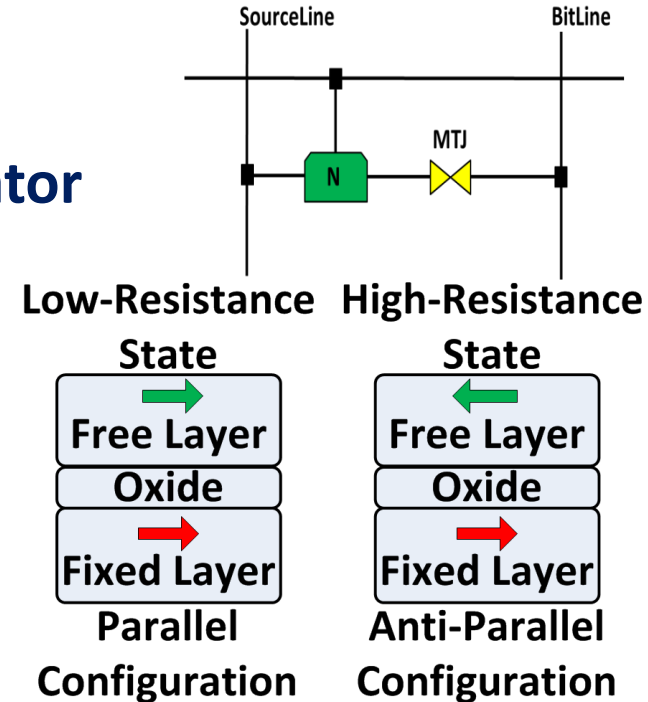 SourceLine BitLine
MTJ
N
ator
Low-Resistance High-Resistance
State State
Free Layer Free Layer
Oxide Oxide
Fixed Layer Fixed Layer
Parallel Anti-Parallel
Configuration Configuration